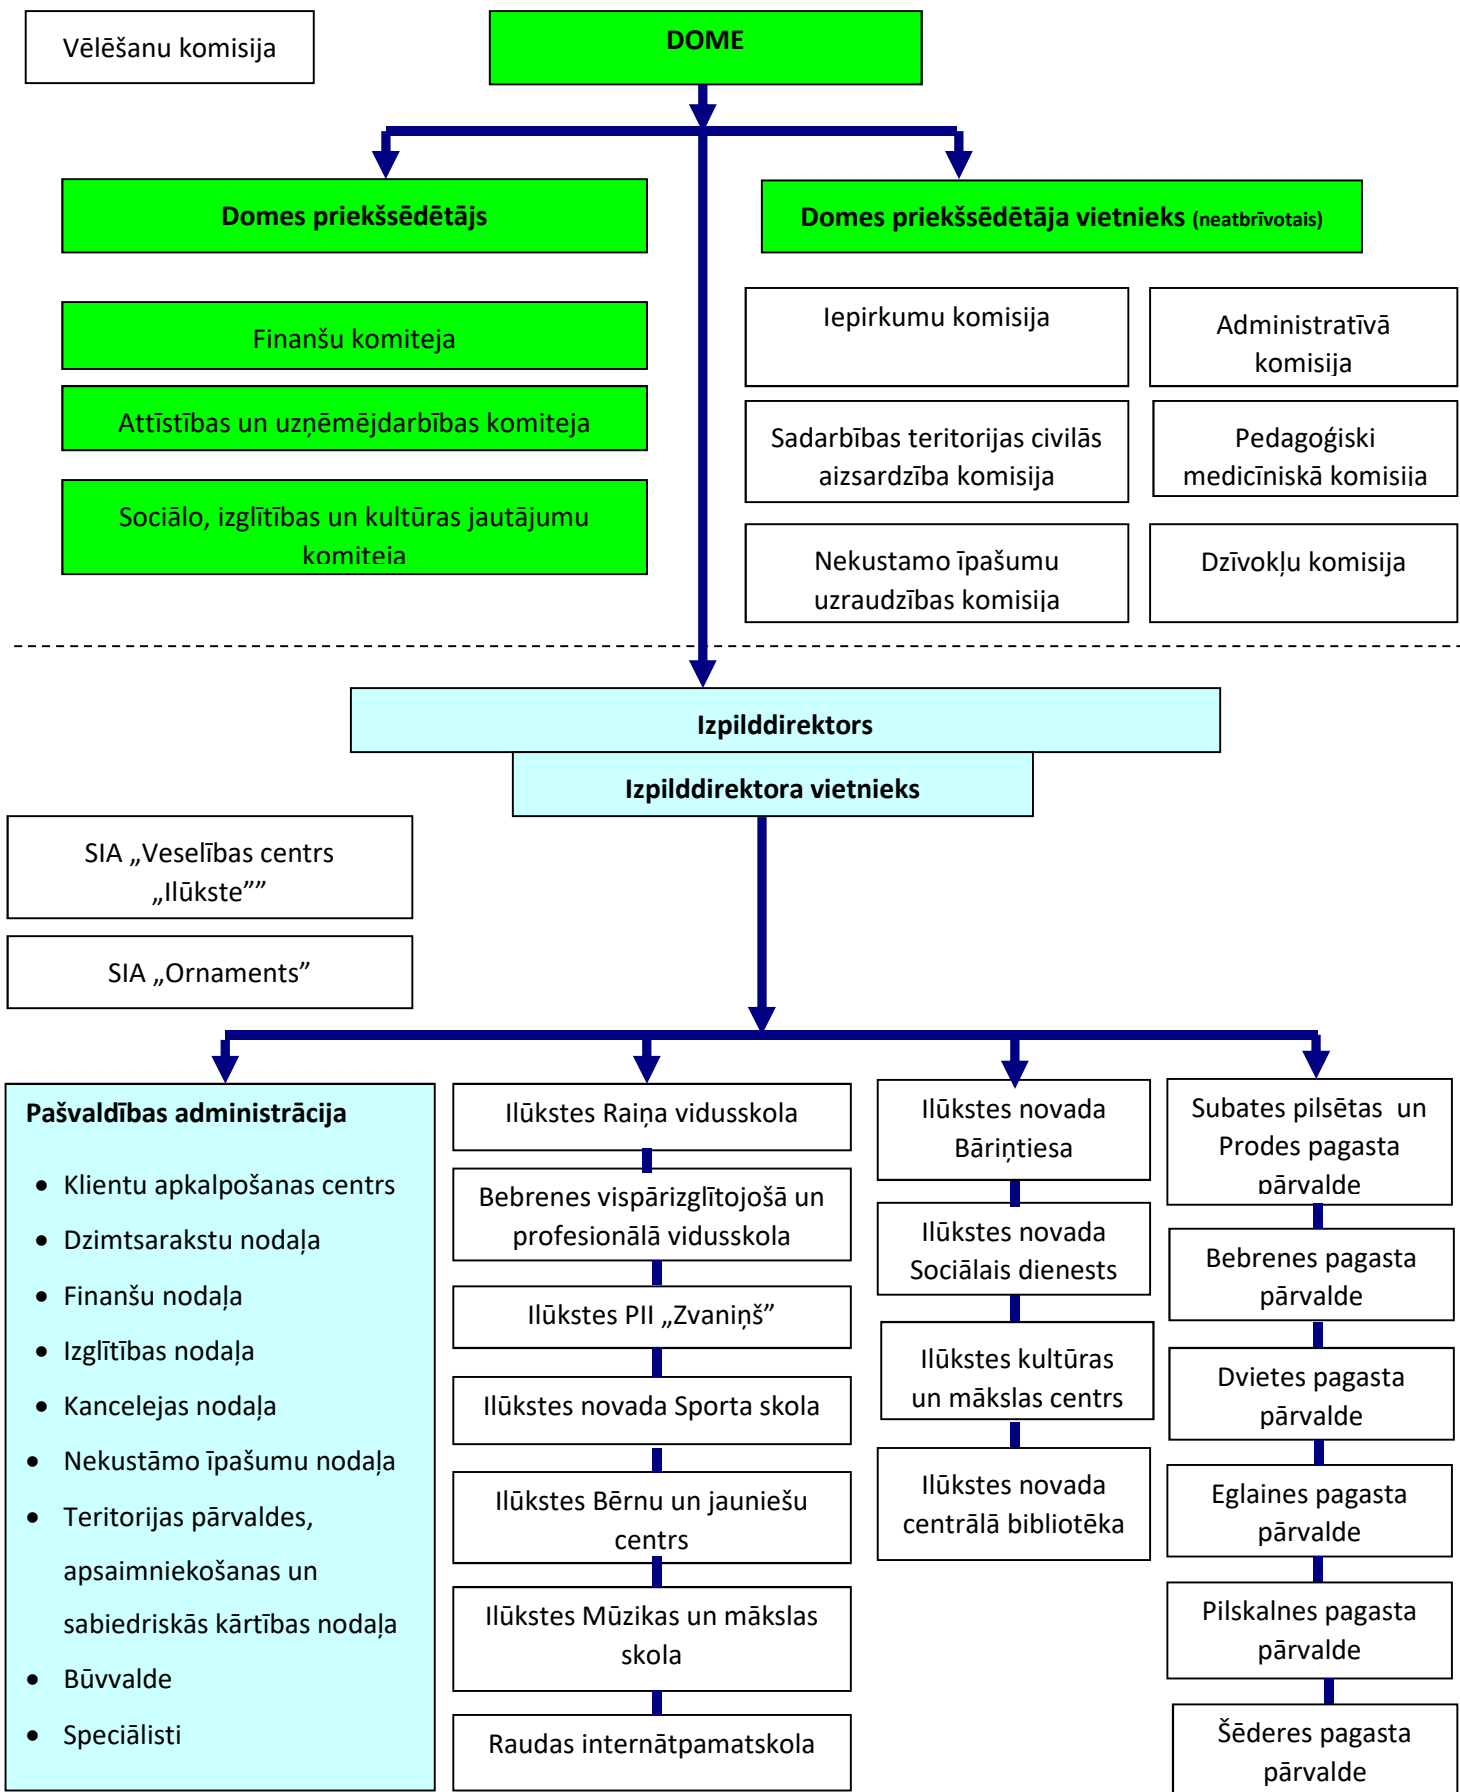 Vēlēšanu komisija
DOME
Domes priekšsēdētājs
Domes priekšsēdētāja vietnieks (neatbrīvotais)
Finanšu komiteja
Attīstības un uzņēmējdarbības komiteja
Sociālo, izglītības un kultūras jautājumu
komiteja
Iepirkumu komisija
Administratīvā
komisija
Sadarbības teritorijas civilās
aizsardzība komisija
Pedagoģiski
medicīniskā komisija
Nekustamo īpašumu
uzraudzības komisija
Dzīvokļu komisija
Izpilddirektors
Izpilddirektora vietnieks
SIA „Veselības centrs
„Ilūkste””
SIA „Ornaments”
Pašvaldības administrācija
• Klientu apkalpošanas centrs
• Dzimtsarakstu nodaļa
• Finanšu nodaļa
• Izglītības nodaļa
• Kancelejas nodaļa
• Nekustāmo īpašumu nodaļa
• Teritorijas pārvaldes,
apsaimniekošanas un
sabiedriskās kārtības nodaļa
• Būvvalde
• Speciālisti
Ilūkstes Raiņa vidusskola
Bebrenes vispārizglītojošā un
profesionālā vidusskola
Ilūkstes PII „Zvaniņš”
Ilūkstes novada Sporta skola
Ilūkstes Bērnu un jauniešu
centrs
Ilūkstes Mūzikas un mākslas
skola
Raudas internātpamatskola
Ilūkstes novada
Bāriņtiesa
Ilūkstes novada
Sociālais dienests
Ilūkstes kultūras
un mākslas centrs
Ilūkstes novada
centrālā bibliotēka
Subates pilsētas un
Prodes pagasta
pārvalde
Bebrenes pagasta
pārvalde
Dvietes pagasta
pārvalde
Eglaines pagasta
pārvalde
Pilskalnes pagasta
pārvalde
Šēderes pagasta
pārvalde